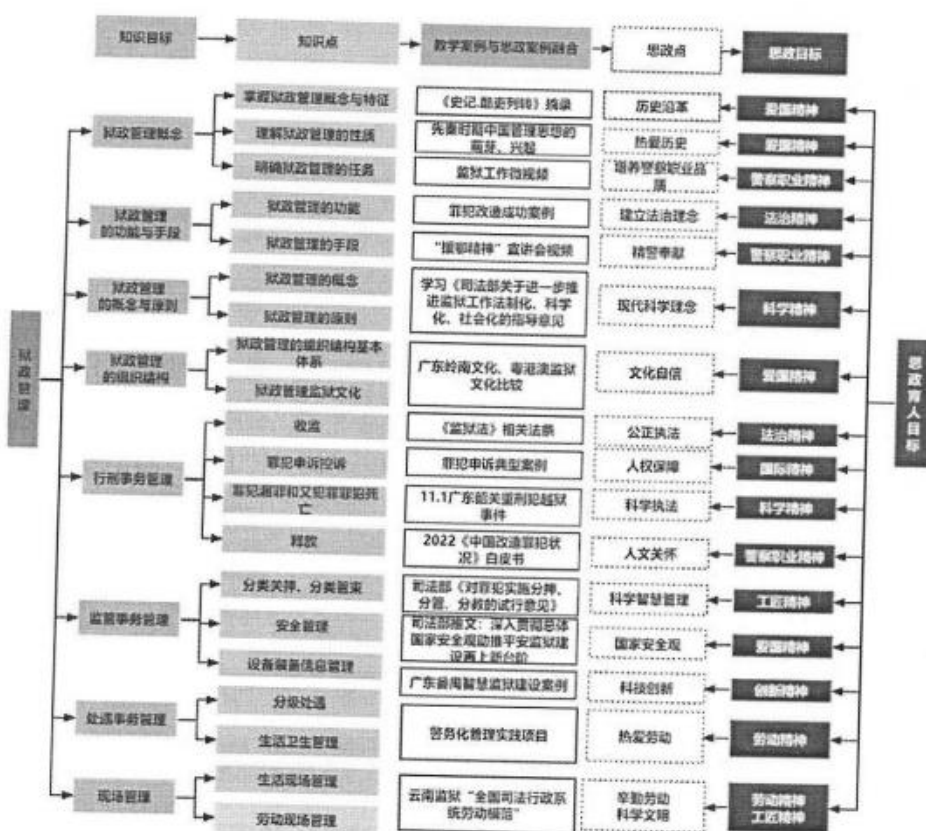 知识目标
知识点
教学案例与思政案例融合
思政点
思政目标
狱政管理
狱政管理概念
掌握狱政管理概念与特征
《史记.酷吏列转》摘录
历史沿革
爱国精神
理解狱政管理的性质
先秦时期中国管理思想的
萌芽、兴起
热爱历史
爱国精神
明确狱政管理的任务
监狱工作微视频
培养警察职业品
质
警察职业精神
狱政管理
的功能与手段
狱政管理的功能
罪犯改造成功案例
建立法治理念
法治精神
狱政管理的手段
“援鄂精神”宣讲会视频
精警奉献
警察职业精神
狱政管理
的概念与原则
狱政管理的概念
狱政管理的原则
学习《司法部关于进一步推
进监狱工作法制化、科学
化、社会化的指导意见
现代科学理念
科学精神
狱政管理
的组织结构
狱政管理的组织结构基本
体系
狱政管理监狱文化
广东岭南文化、粤港澳监狱
文化比较
文化自信
爱国精神
行刑事务管理
收监
《监狱法》相关法条
公正执法
法治精神
罪犯申诉控诉
罪犯申诉典型案例
人权保障
国际精神
罪犯漏罪和又犯罪罪犯死
亡
11.1广东韶关重刑犯越狱
事件
科学执法
科学精神
释放
2022《中国改造罪犯状
况》白皮书
人文关怀
警察职业精神
监管事务管理
分类关押、分类管束
司法部《对罪犯实施分押、
分管、分教的试行意见》
科学智慧管理
工匠精神
安全管理
司法部推文：深入贯彻总体
国家安全观助推平安监狱建
设再上新台阶
国家安全观
爱国精神
设备装备信息管理
广东番禺智慧监狱建设案例
科技创新
创新精神
处遇事务管理
分级处遇
生活卫生管理
警务化管理实践项目
热爱劳动
劳动精神
现场管理
生活现场管理
劳动现场管理
云南监狱“全国司法行政系
统劳动模范”
辛勤劳动
科学文明
劳动精神
工匠精神
思政育人目标